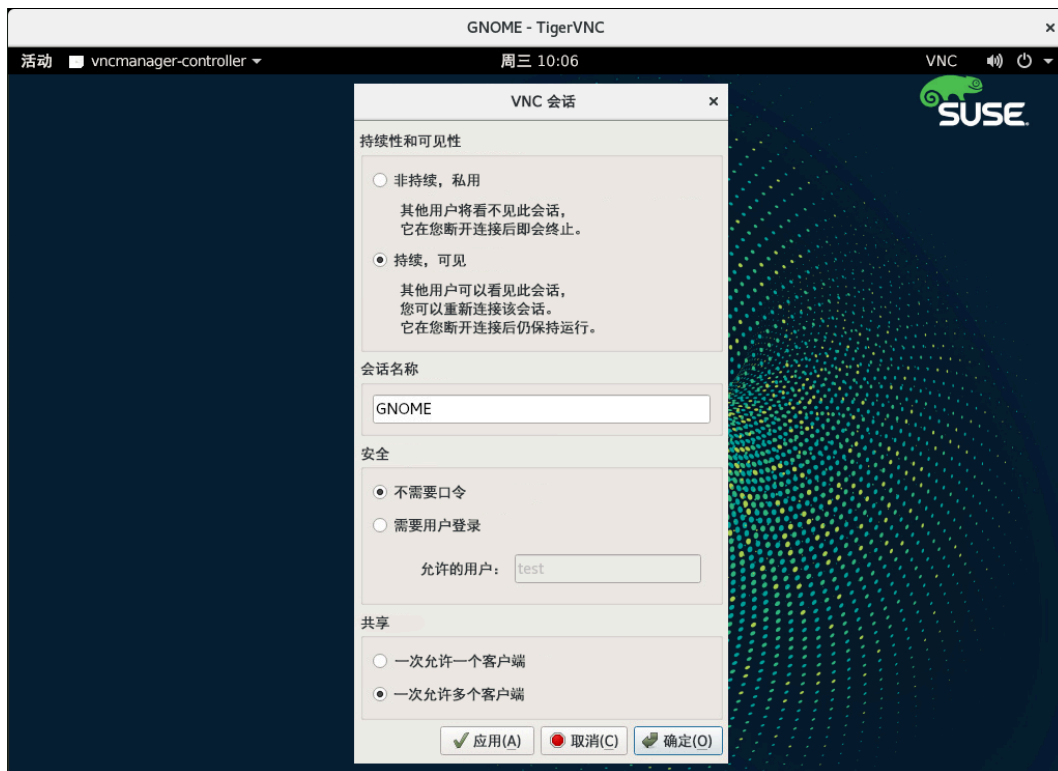 GNOME - TigerVNC
活动 vncmanager-controller 周三 10:06 VNC
SUSE.
VNC 会话
持续性和可见性
非持续，私用
其他用户将看不见此会话，
它在您断开连接后即会终止。
持续，可见
其他用户可以看见此会话，
您可以重新连接该会话。
它在您断开连接后仍保持运行。
会话名称
GNOME
安全
不需要口令
需要用户登录
允许的用户： test
共享
一次允许一个客户端
一次允许多个客户端
应用(A) 取消(C) 确定(O)